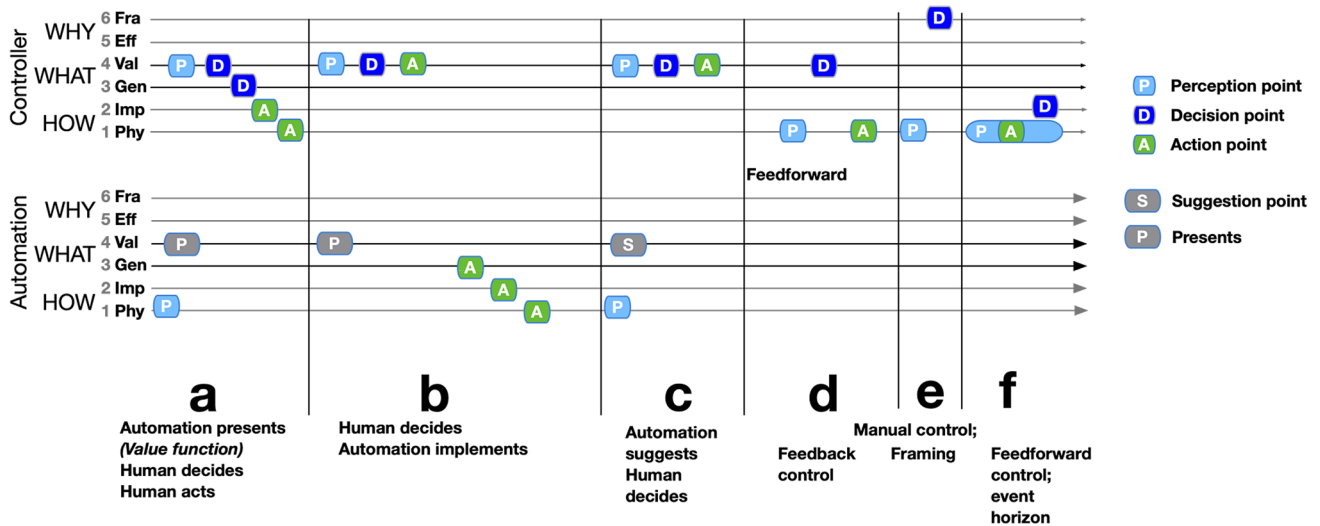 Controller
WHY
6 Fra
5 Eff
WHAT
4 Val
3 Gen
HOW
2 Imp
1 Phy
P D D A A
P D A
P D A
P D A
P D
P A D
Feedforward
Automation
WHY
6 Fra
5 Eff
WHAT
4 Val
3 Gen
HOW
2 Imp
1 Phy
P P
P A A A
S P
P Perception point
D Decision point
A Action point
S Suggestion point
P Presents
a
Automation presents
(Value function)
Human decides
Human acts
b
Human decides
Automation implements
c
Automation
suggests
Human
decides
d
Feedback
control
e
Manual control;
Framing
f
Feedforward
control;
event
horizon